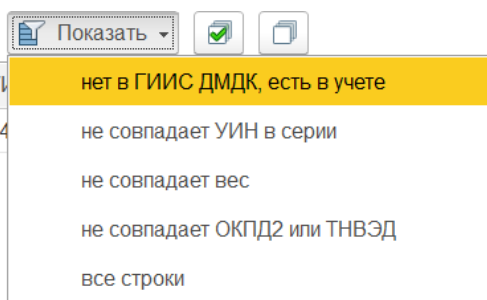 Показать
нет в ГИИС ДМДК, есть в учете
4
не совпадает УИН в серии
не совпадает вес
не совпадает ОКПД2 или ТНВЭД
все строки